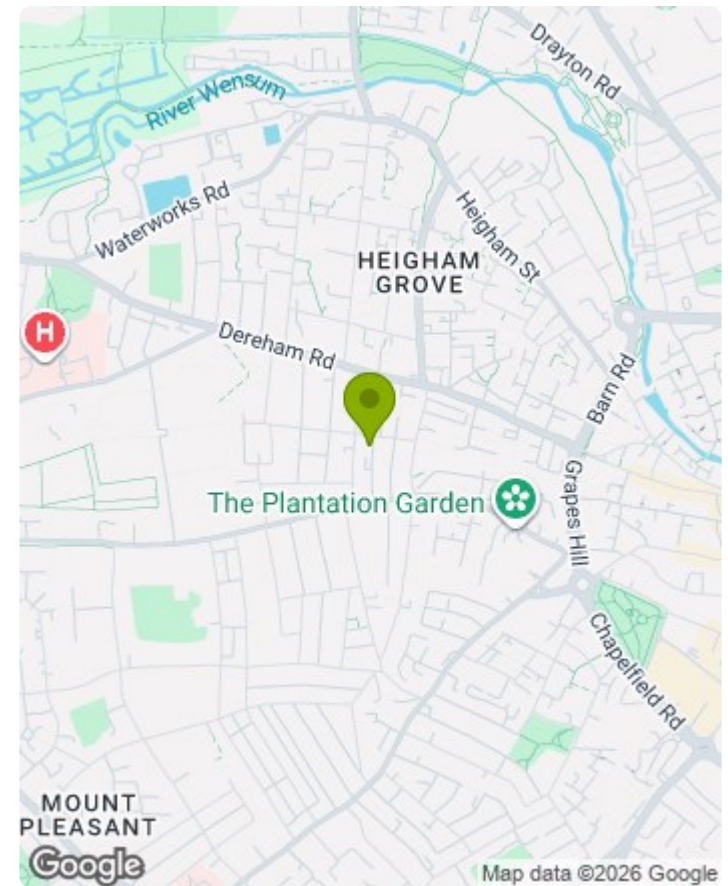 Drayton Rd
River Wensum
Waterworks Rd
Heigham St
HEIGHAM
GROVE
H
Dereham Rd
Barn Rd
The Plantation Garden
Grapes Hill
Chapelfield Rd
MOUNT
PLEASANT
Google
Map data ©2026 Google